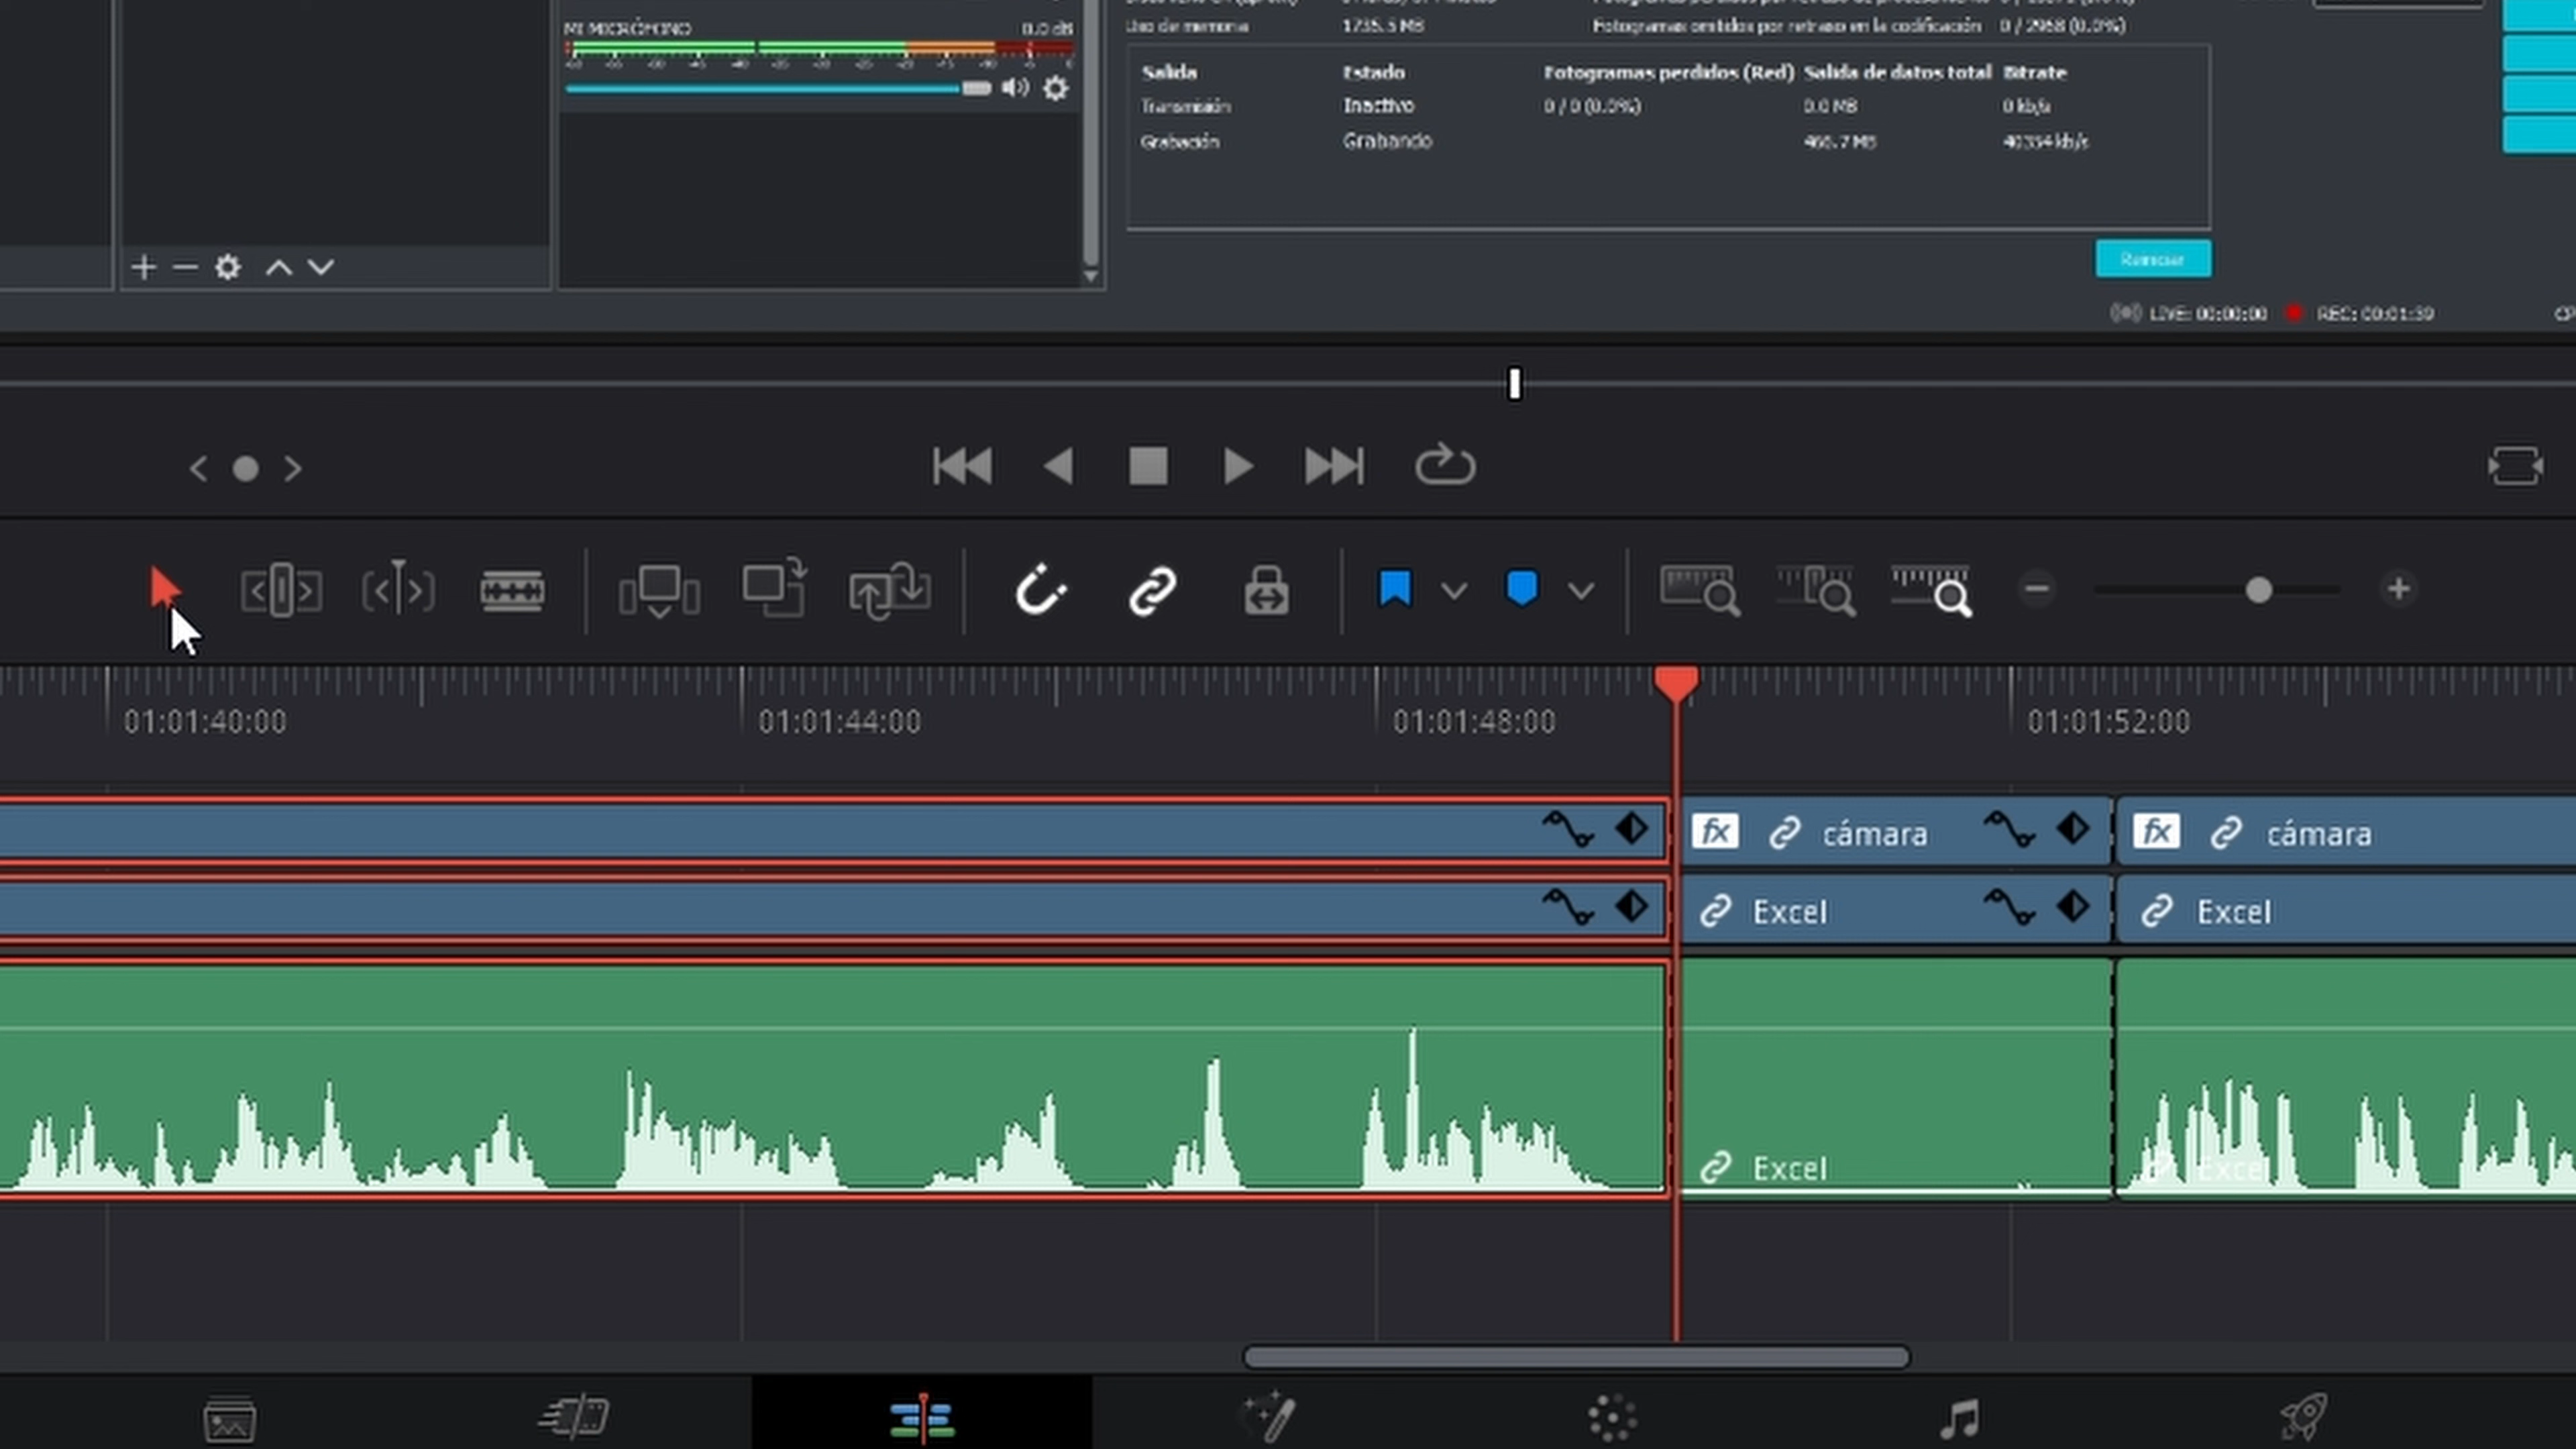 MI MICRÓFONO 0.0 dB
Uso de memoria 1735.5 MB Fotogramas omitidos por retraso en la codificación 0 / 2968 (0.0%)
Salida Estado Fotogramas perdidos (Red) Salida de datos total Bitrate
Transmisión Inactivo 0 / 0 (0.0%) 0.0 MB 0 kb/s
Grabación Grabando
Reiniciar
LIVE: 00:00:00 REC: 00:01:39
01:01:40:00 01:01:44:00 01:01:48:00 01:01:52:00
fx cámara fx cámara
Excel Excel
Excel Excel